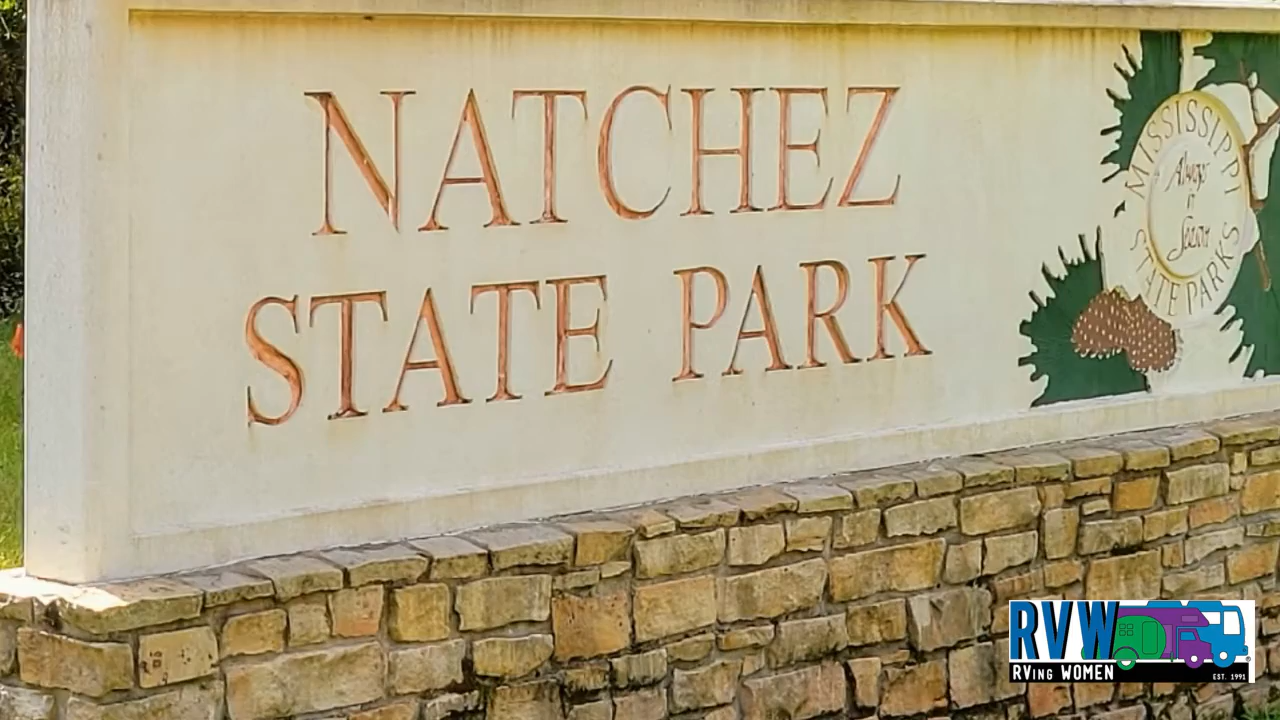 NATCHEZ
STATE PARK
MISSISSIPPI
Always
in
Season
STATE PARKS
RVW
RVing WOMEN
EST. 1991